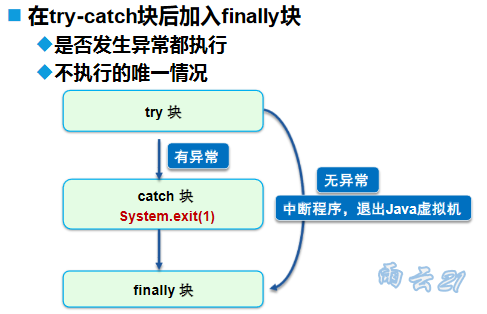 在try-catch块后加入finally块
是否发生异常都执行
不执行的唯一情况
try 块
有异常
无异常
catch 块
System.exit(1)
中断程序，退出Java虚拟机
finally 块
雨云21